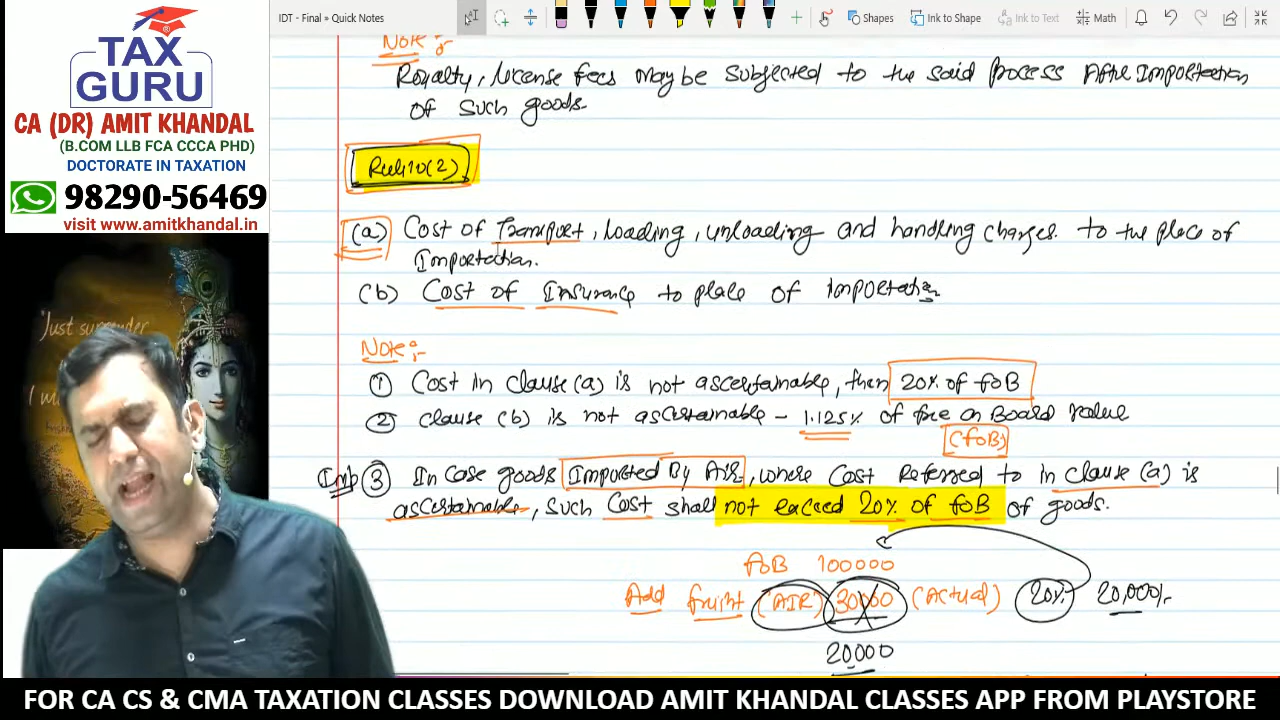 TAX
GURU
CA (DR) AMIT KHANDAL
(B.COM LLB FCA CCCA PHD)
DOCTORATE IN TAXATION
98290-56469
visit www.amitkhandal.in
"Just surrender
IDT - Final » Quick Notes
Shapes
Ink to Shape
Ink to Text
Math
Note :
Royalty, license fees may be subjected to the said process After Importation
of such goods.
Rule 10(2)
(a) Cost of Transport, loading, unloading and handling charges to the place of
Importation.
(b) Cost of Insurance to place of importation
Note :
① Cost in clause (a) is not ascertainable, then 20% of FOB
② Clause (b) is not ascertainable - 1.125% of free on Board value
(FOB)
Imp ③ In case goods Imported By Air, where cost Referred to in clause (a) is
ascertainable, such cost shall not exceed 20% of FOB of goods.
FOB 100000
Add freight (AIR) 30000 (Actual) 20% 20,000/-
20000
FOR CA CS & CMA TAXATION CLASSES DOWNLOAD AMIT KHANDAL CLASSES APP FROM PLAYSTORE